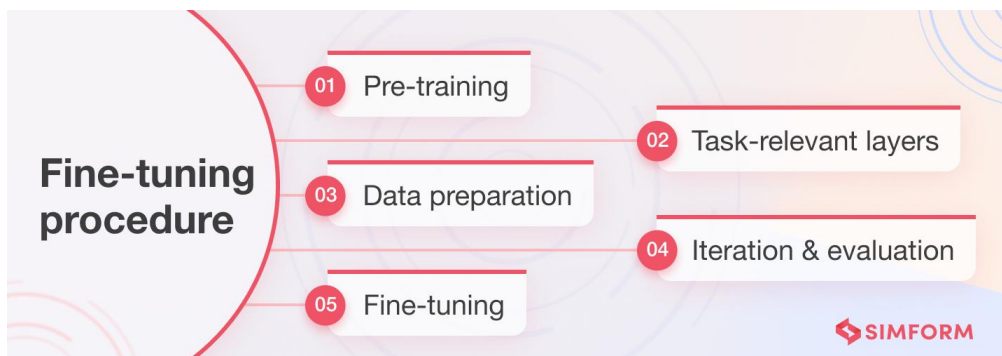 Fine-tuning
procedure
01 Pre-training
02 Task-relevant layers
03 Data preparation
04 Iteration & evaluation
05 Fine-tuning
SIMFORM